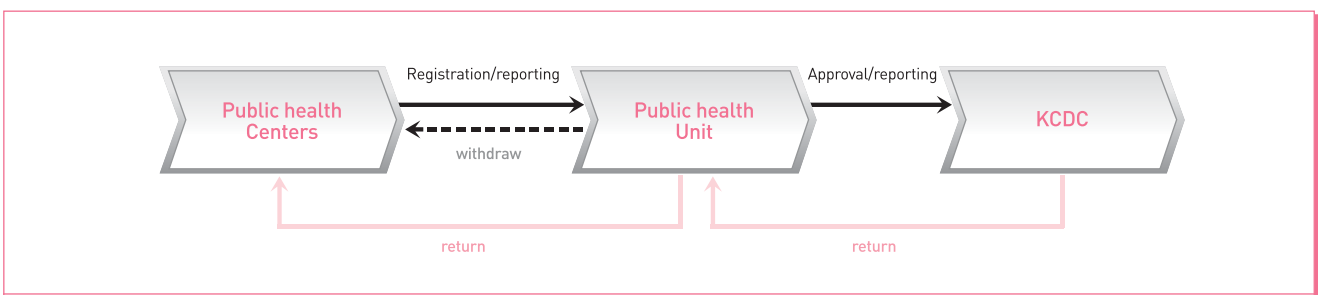 Registration/reporting
Approval/reporting
Public health
Centers
Public health
Unit
KCDC
withdraw
return
return